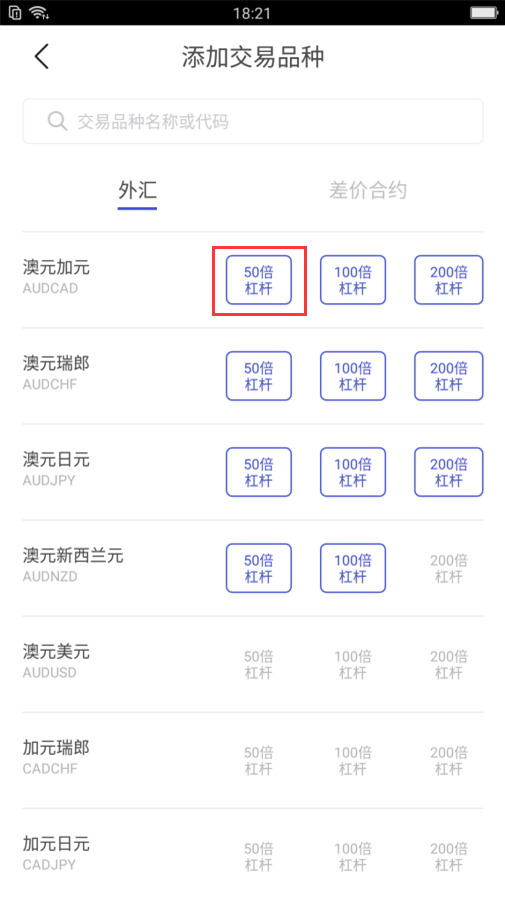 18:21
添加交易品种
交易品种名称或代码
外汇 差价合约
澳元加元
AUDCAD
50倍
杠杆
100倍
杠杆
200倍
杠杆
澳元瑞郎
AUDCHF
50倍
杠杆
100倍
杠杆
200倍
杠杆
澳元日元
AUDJPY
50倍
杠杆
100倍
杠杆
200倍
杠杆
澳元新西兰元
AUDNZD
50倍
杠杆
100倍
杠杆
200倍
杠杆
澳元美元
AUDUSD
50倍
杠杆
100倍
杠杆
200倍
杠杆
加元瑞郎
CADCHF
50倍
杠杆
100倍
杠杆
200倍
杠杆
加元日元
CADJPY
50倍
杠杆
100倍
杠杆
200倍
杠杆